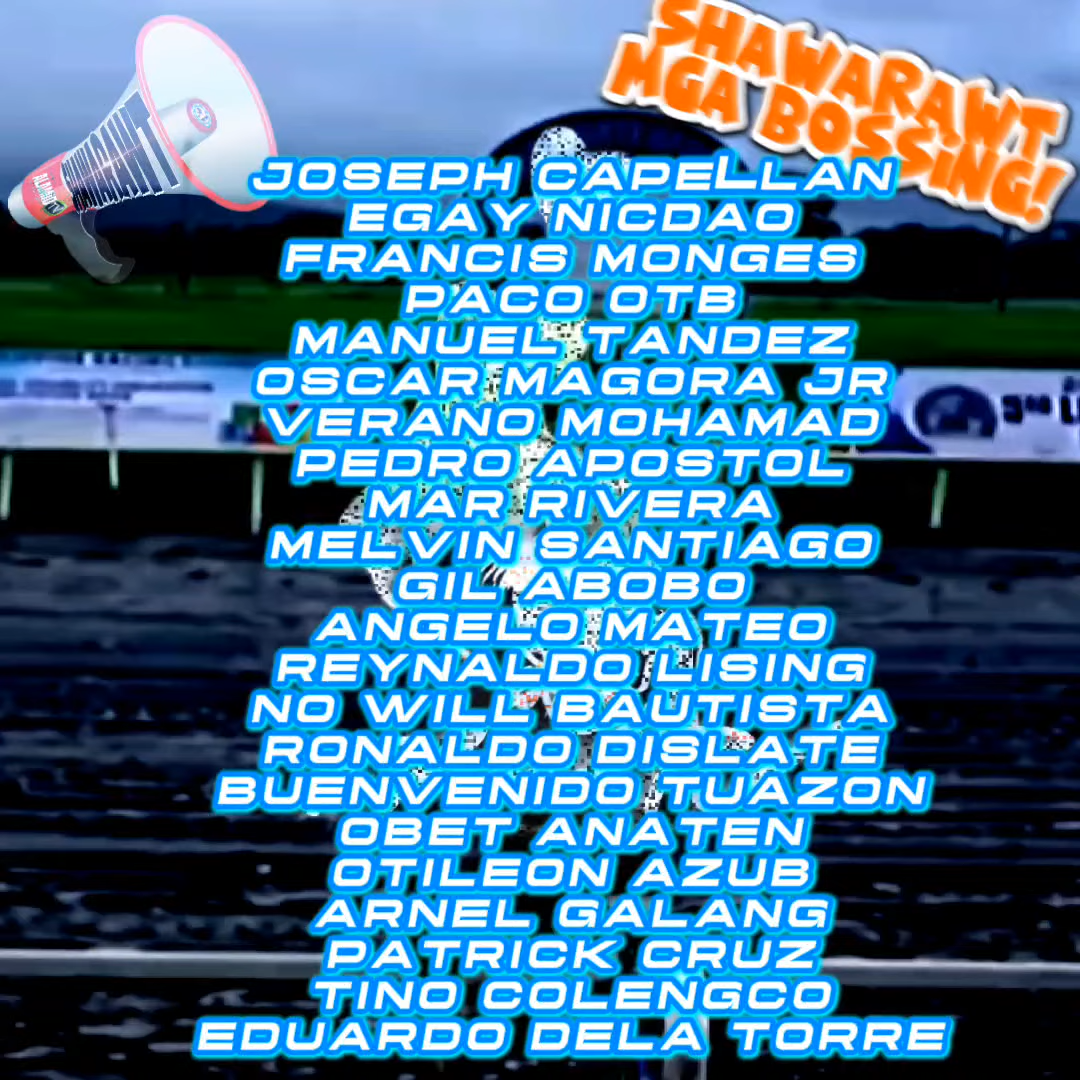 SHAWARAWT
MGA BOSSING!
JOSEPH CAPELLAN
EGAY NICDAO
FRANCIS MONGES
PACO OTB
MANUEL TANDEZ
OSCAR MAGORA JR
VERANO MOHAMAD
PEDRO APOSTOL
MAR RIVERA
MELVIN SANTIAGO
GIL ABOBO
ANGELO MATEO
REYNALDO LISING
NO WILL BAUTISTA
RONALDO DISLATE
BUENVENIDO TUAZON
OBET ANATEN
OTILEON AZUB
ARNEL GALANG
PATRICK CRUZ
TINO COLENGCO
EDUARDO DELA TORRE